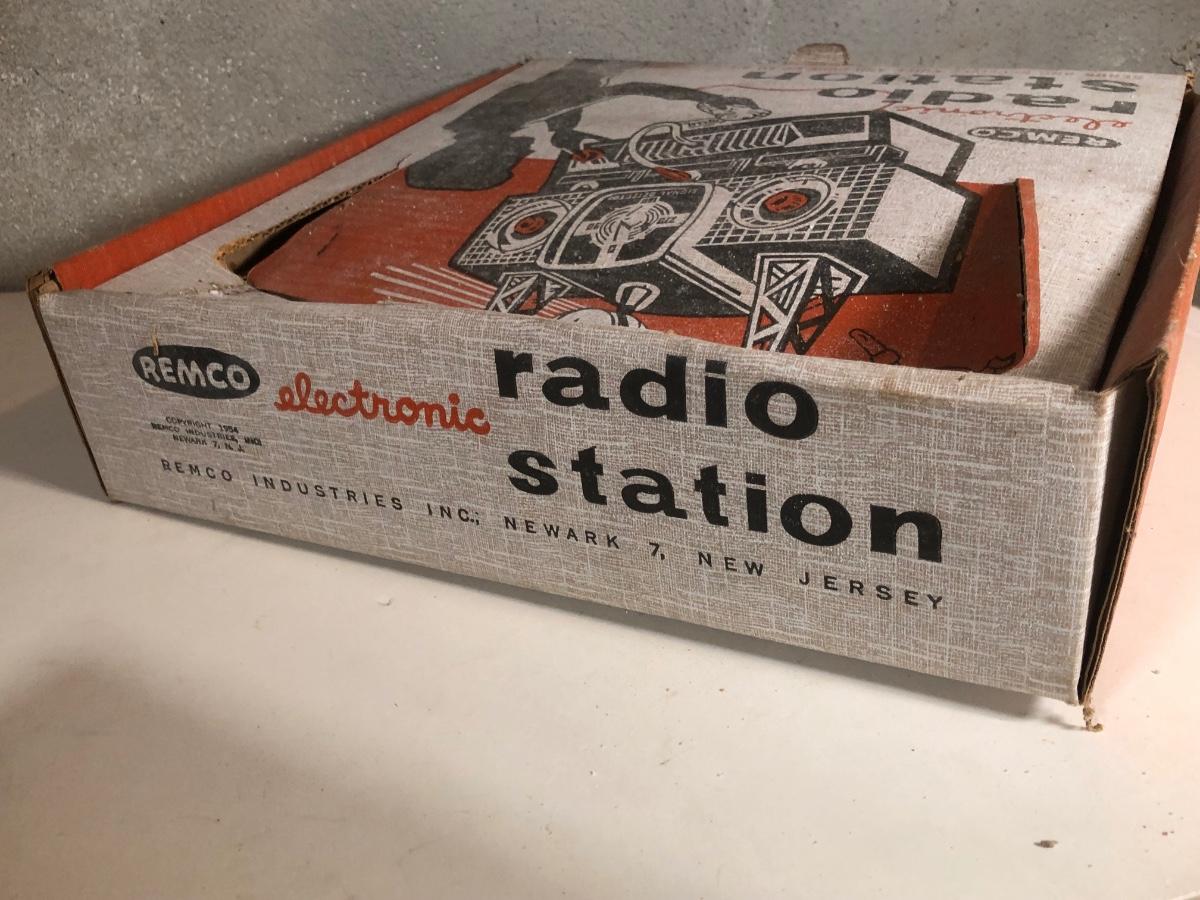 REMCO
electronic
radio
station
REMCO
electronic
radio
station
COPYRIGHT 1954
REMCO INDUSTRIES, INC.
NEWARK 7, N. J.
REMCO INDUSTRIES INC., NEWARK 7, NEW JERSEY